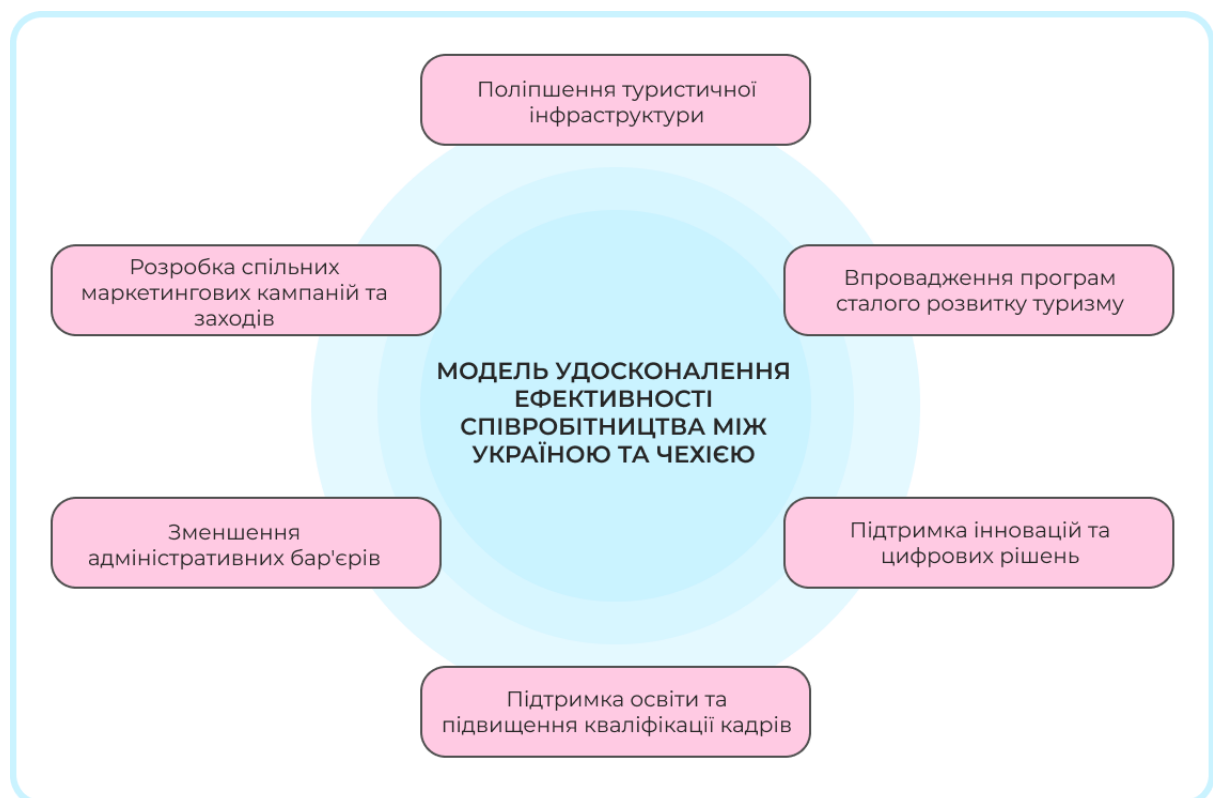 Поліпшення туристичної
інфраструктури
Розробка спільних
маркетингових кампаній та
заходів
Впровадження програм
сталого розвитку туризму
МОДЕЛЬ УДОСКОНАЛЕННЯ
ЕФЕКТИВНОСТІ
СПІВРОБІТНИЦТВА МІЖ
УКРАЇНОЮ ТА ЧЕХІЄЮ
Зменшення
адміністративних бар'єрів
Підтримка інновацій та
цифрових рішень
Підтримка освіти та
підвищення кваліфікації кадрів